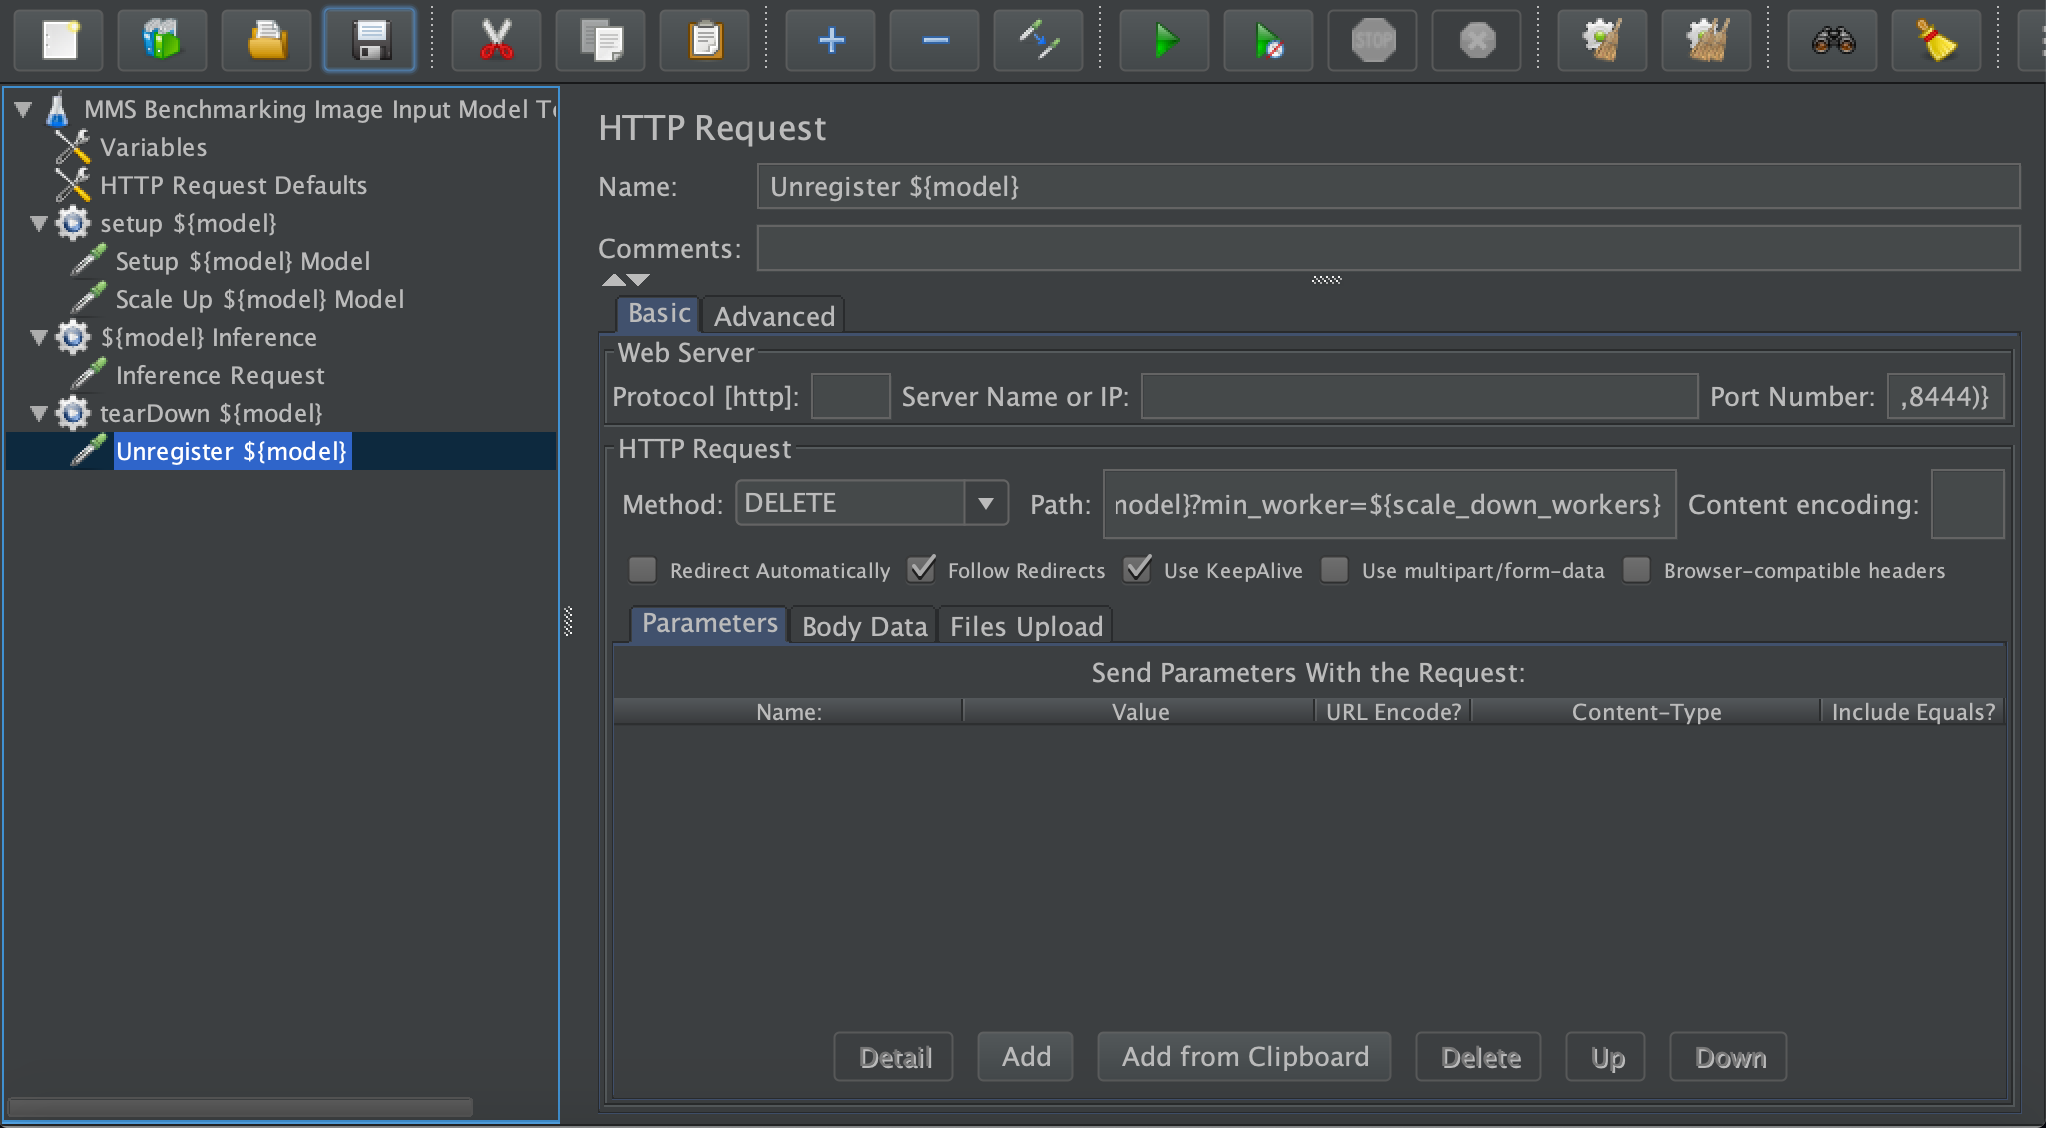 STOP
MMS Benchmarking Image Input Model
Variables
HTTP Request Defaults
setup ${model}
Setup ${model} Model
Scale Up ${model} Model
${model} Inference
Inference Request
tearDown ${model}
Unregister ${model}
HTTP Request
Name: Unregister ${model}
Comments:
Basic Advanced
Web Server
Protocol [http]: Server Name or IP: Port Number: ,8444)}
HTTP Request
Method: DELETE Path: model}?min_worker=${scale_down_workers} Content encoding:
Redirect Automatically Follow Redirects Use KeepAlive Use multipart/form-data Browser-compatible headers
Parameters Body Data Files Upload
Send Parameters With the Request:
Name: Value URL Encode? Content-Type Include Equals?
Detail Add Add from Clipboard Delete Up Down